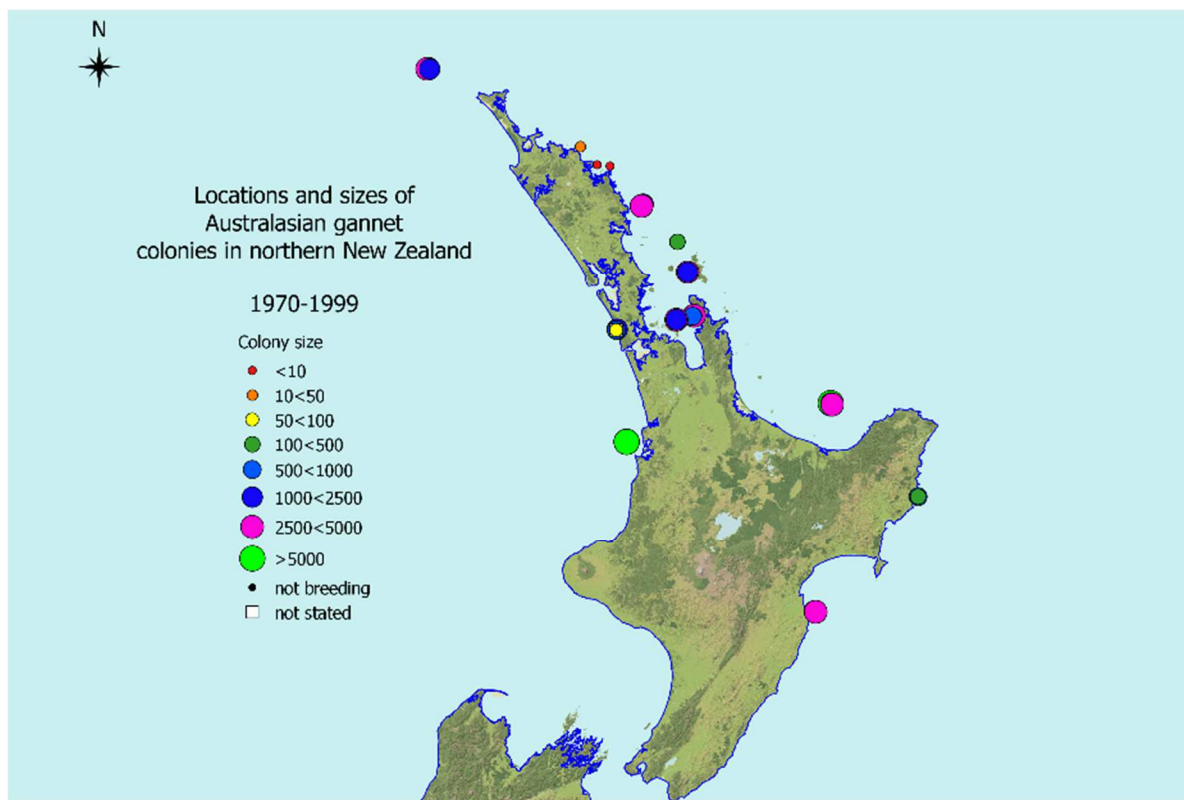 N
Locations and sizes of
Australasian gannet
colonies in northern New Zealand
1970-1999
Colony size
<10
10<50
50<100
100<500
500<1000
1000<2500
2500<5000
>5000
not breeding
not stated